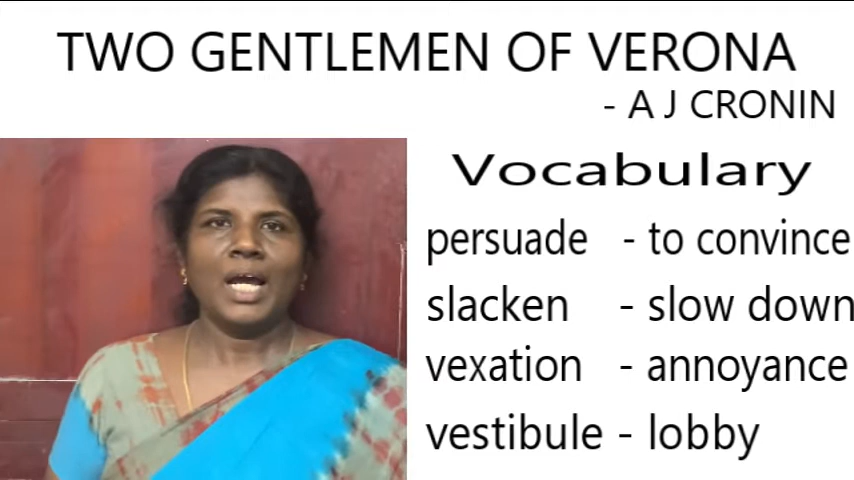 TWO GENTLEMEN OF VERONA
- A J CRONIN
Vocabulary
persuade - to convince
slacken - slow down
vexation - annoyance
vestibule - lobby